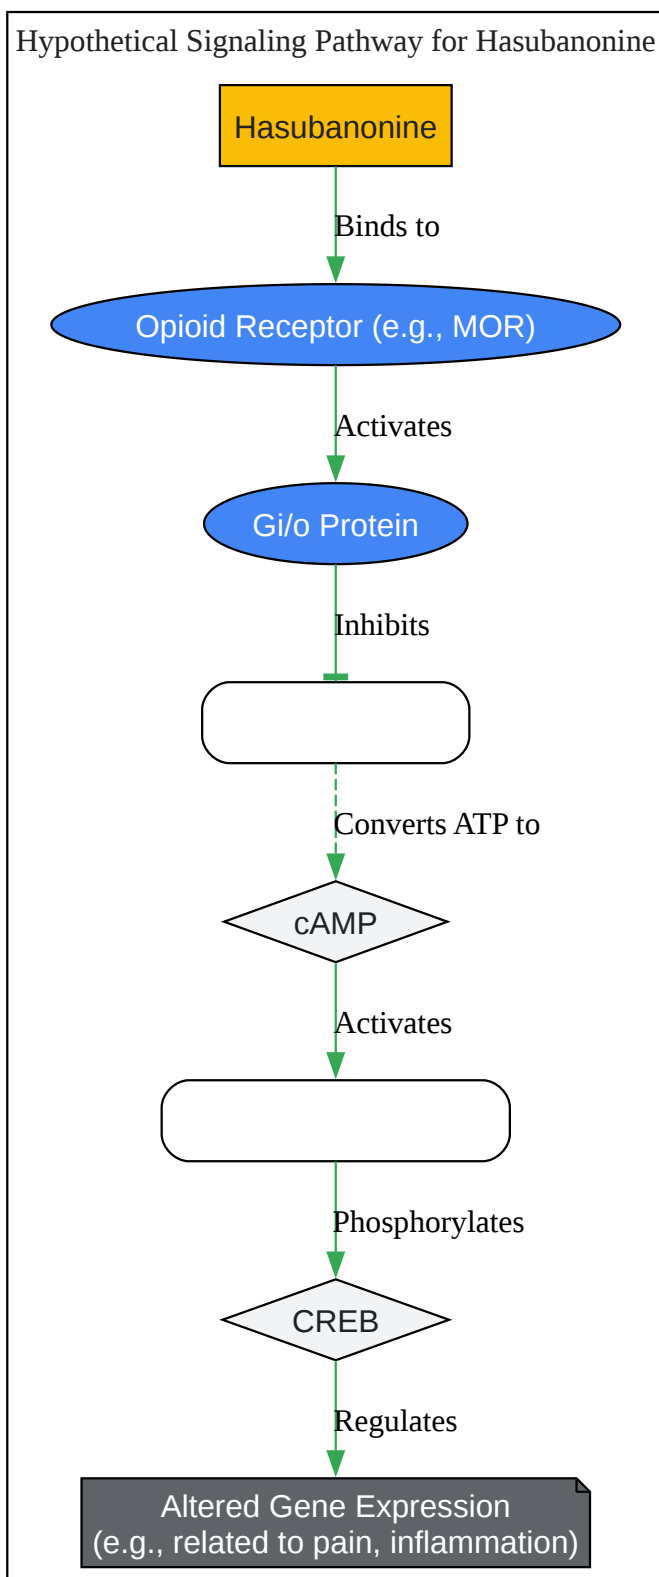 Hypothetical Signaling Pathway for Hasubanonine
Hasubanonine
Binds to
Opioid Receptor (e.g., MOR)
Activates
Gi/o Protein
Inhibits
Converts ATP to
cAMP
Activates
Phosphorylates
CREB
Regulates
Altered Gene Expression
(e.g., related to pain, inflammation)